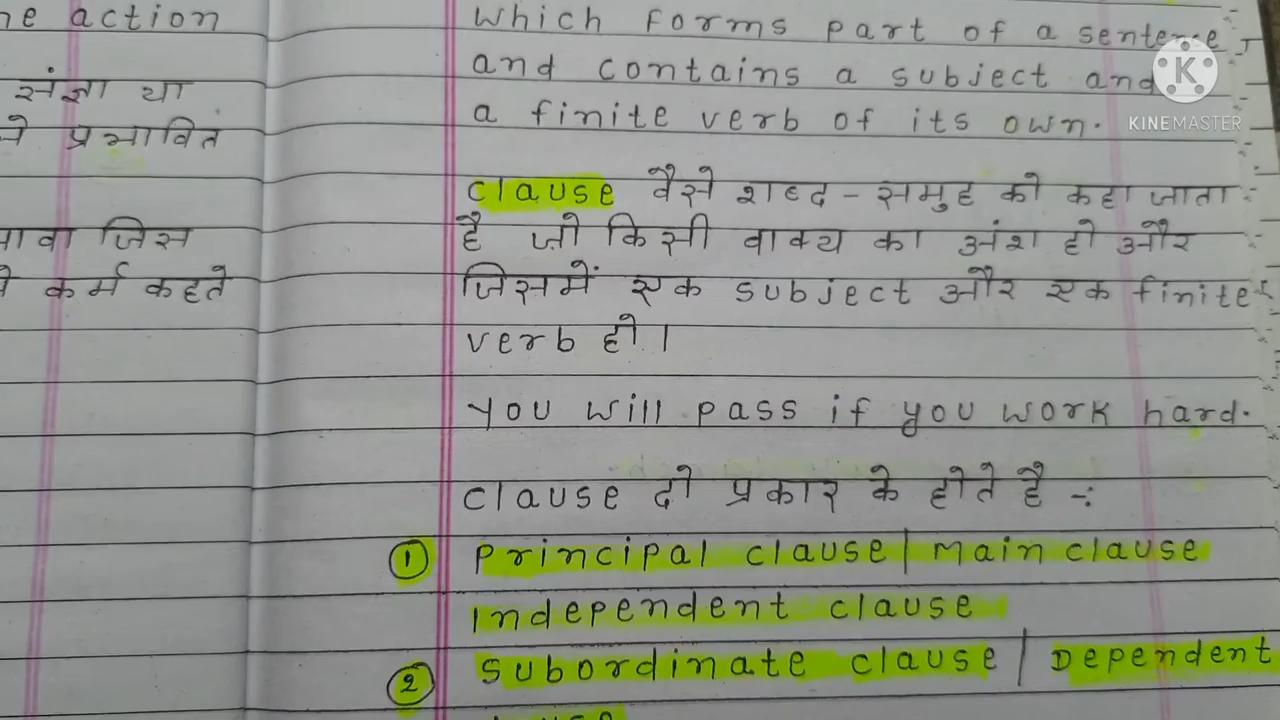 he action
संज्ञा या
ने प्रभावित
जिस
कर्म कहते
which forms part of a sentence
and contains a subject and
a finite verb of its own.
clause वैसे शब्द - समुह को कहा जाता
है जो किसी वाक्य का अंश हो और
जिसमें एक subject और एक finite
verb हो।
You will pass if you work hard.
clause दो प्रकार के होते है -:
1 Principal clause | Main clause
Independent clause
2 Subordinate clause | Dependent
KINEMASTER